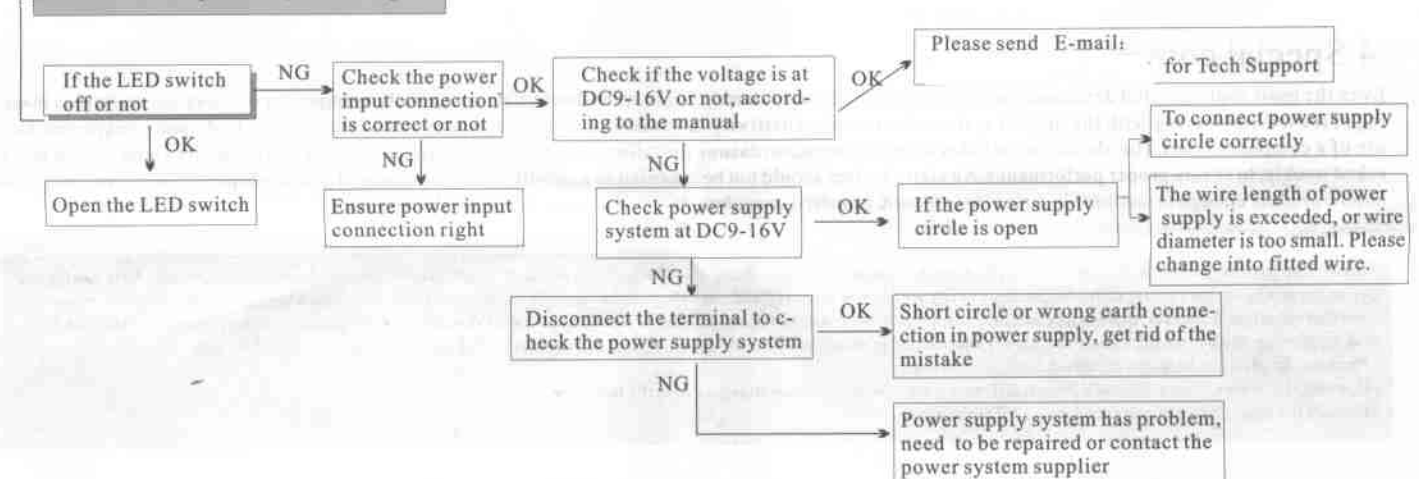 Please send E-mail:
for Tech Support
If the LED switch
off or not
NG
Check the power
input connection
is correct or not
OK
Check if the voltage is at
DC9-16V or not, accord-
ing to the manual
OK
To connect power supply
circle correctly
OK
NG
NG
Open the LED switch
Ensure power input
connection right
Check power supply
system at DC9-16V
OK
If the power supply
circle is open
The wire length of power
supply is exceeded, or wire
diameter is too small. Please
change into fitted wire.
NG
Disconnect the terminal to c-
heck the power supply system
OK
Short circle or wrong earth conne-
ction in power supply, get rid of the
mistake
NG
Power supply system has problem,
need to be repaired or contact the
power system supplier